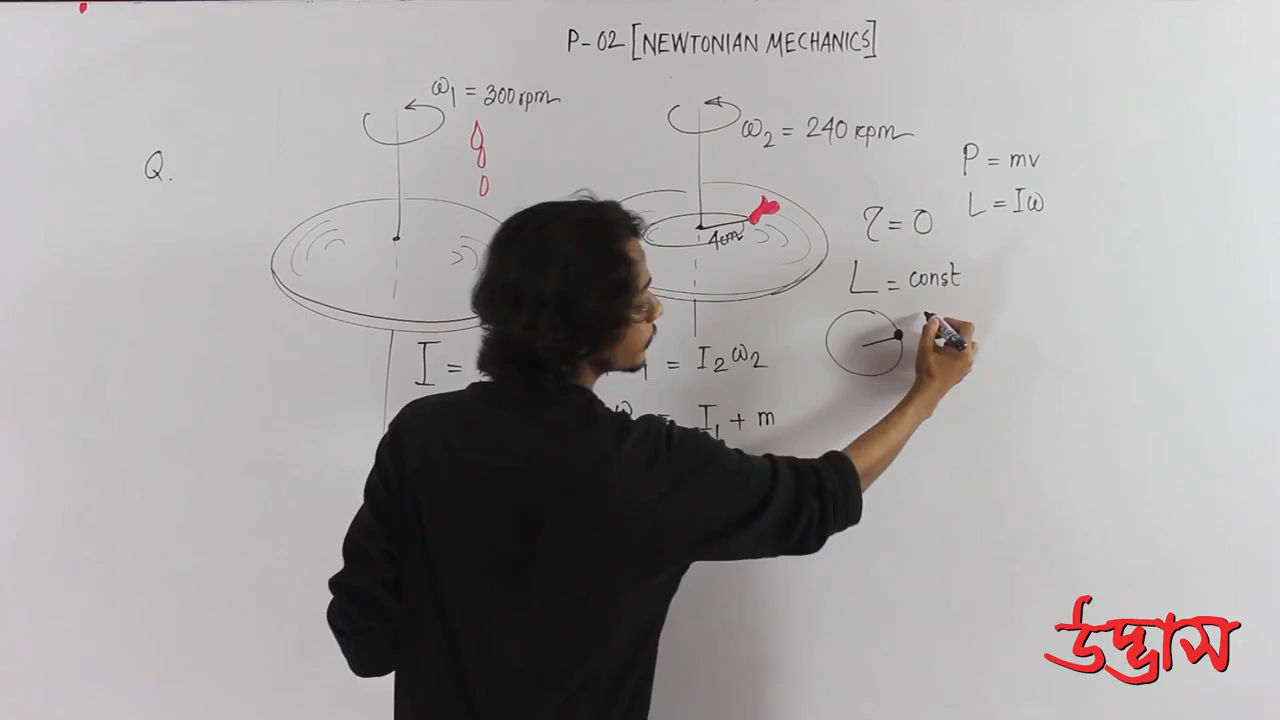 P-02 [NEWTONIAN MECHANICS]
ω₁ = 300 rpm
ω₂ = 240 rpm
Q.
P = mv
L = Iω
τ = 0
4cm
L = const
I =
= I₂ω₂
ω = I₁ + m
উদ্ভাস